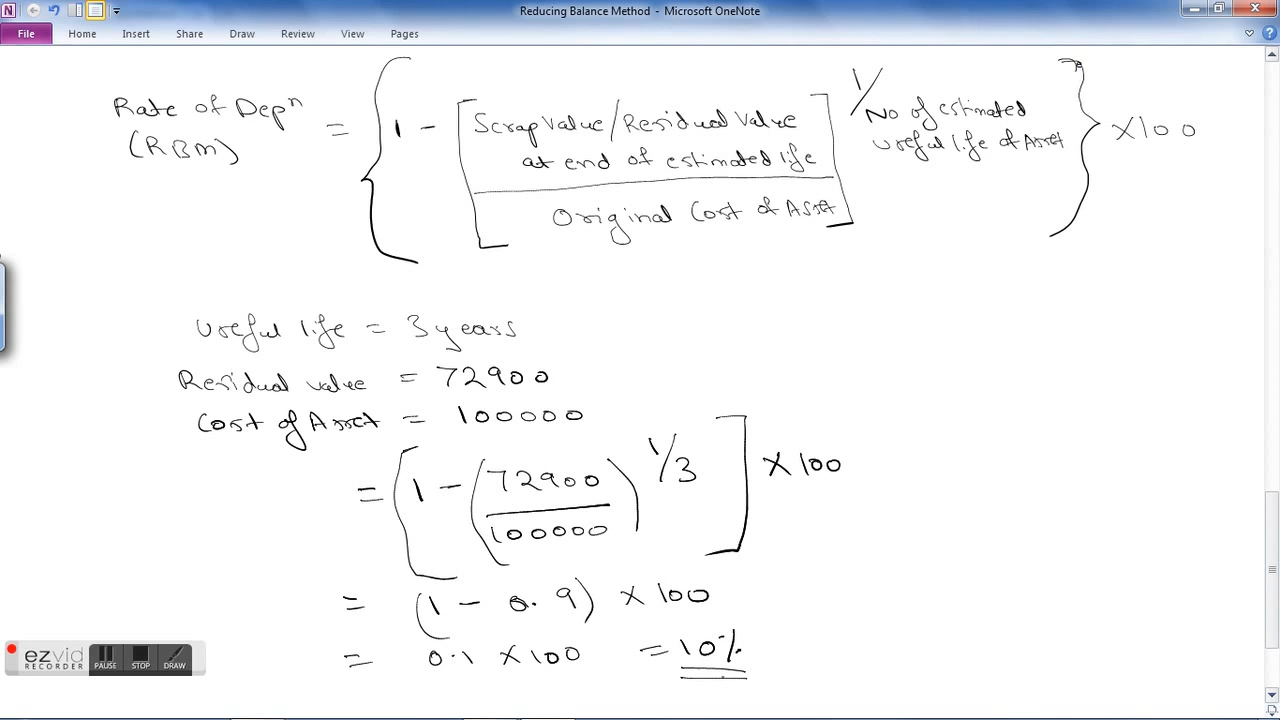 Reducing Balance Method - Microsoft OneNote
File Home Insert Share Draw Review View Pages
Rate of Depⁿ (RBM) = { 1 - [ Scrap Value/Residual Value at end of estimated life / Original Cost of Asset ] 1/No of estimated useful life of Asset } × 100
Useful life = 3 years
Residual value = 72900
Cost of Asset = 100000
= [ 1 - ( 72900 / 100000 ) 1/3 ] × 100
= (1 - 0.9) × 100
= 0.1 × 100 = 10%
ezvid RECORDER PAUSE STOP DRAW